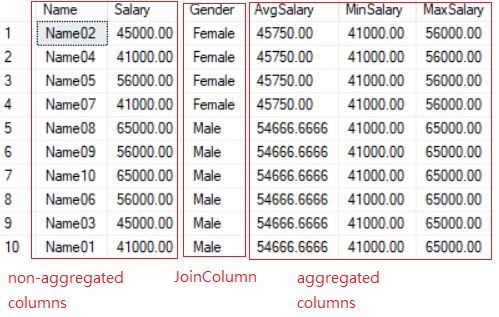 Name Salary Gender AvgSalary MinSalary MaxSalary
1 Name02 45000.00 Female 45750.00 41000.00 56000.00
2 Name04 41000.00 Female 45750.00 41000.00 56000.00
3 Name05 56000.00 Female 45750.00 41000.00 56000.00
4 Name07 41000.00 Female 45750.00 41000.00 56000.00
5 Name08 65000.00 Male 54666.6666 41000.00 65000.00
6 Name09 56000.00 Male 54666.6666 41000.00 65000.00
7 Name10 65000.00 Male 54666.6666 41000.00 65000.00
8 Name06 56000.00 Male 54666.6666 41000.00 65000.00
9 Name03 45000.00 Male 54666.6666 41000.00 65000.00
10 Name01 41000.00 Male 54666.6666 41000.00 65000.00
non-aggregated JoinColumn aggregated
columns columns